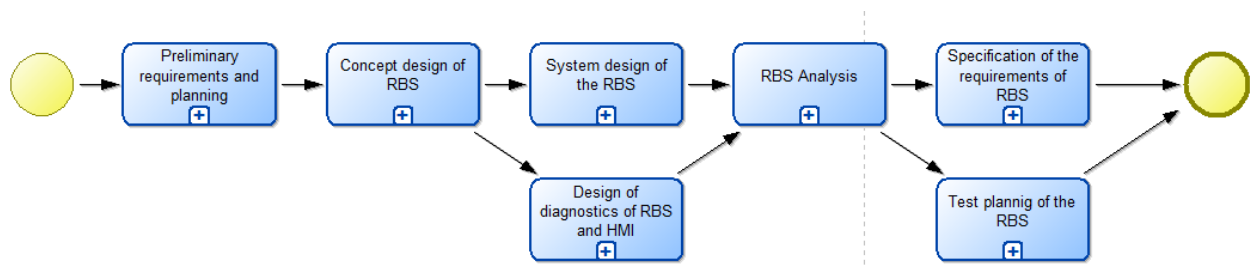 Preliminary
requirements and
planning
Concept design of
RBS
System design of
the RBS
RBS Analysis
Specification of the
requirements of
RBS
Design of
diagnostics of RBS
and HMI
Test plannig of the
RBS